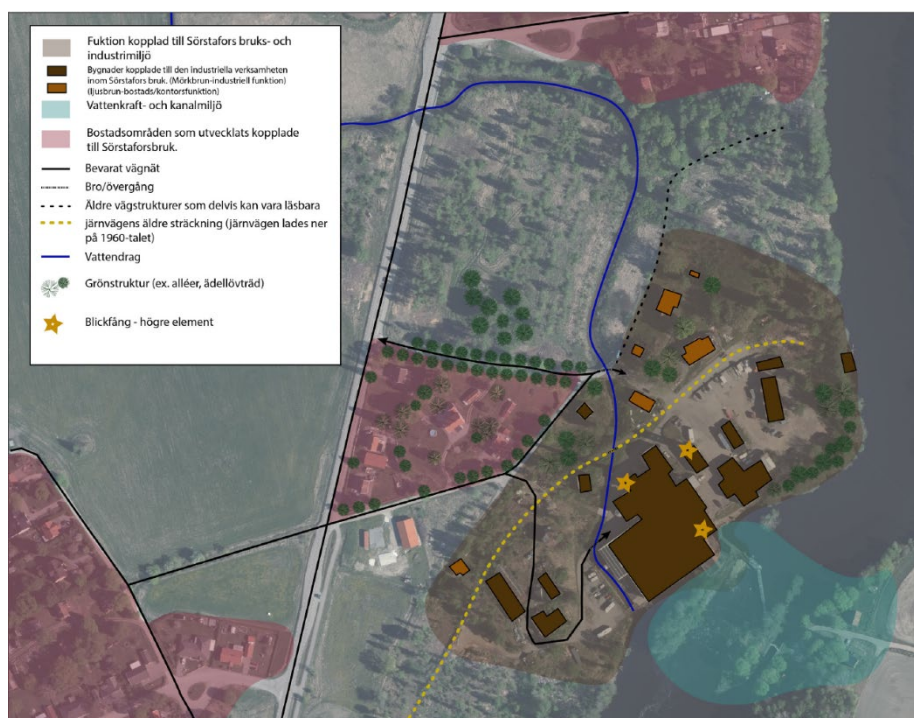 Fuktion kopplad till Sörstafors bruks- och
industrimiljö
Bygnader kopplade till den industriella verksamheten
inom Sörstafors bruk. (Mörkbrun-industriell funktion)
(ljusbrun-bostads/kontorsfunktion)
Vattenkraft- och kanalmiljö
Bostadsområden som utvecklats kopplade
till Sörstaforsbruk.
Bevarat vägnät
Bro/övergång
Äldre vägstrukturer som delvis kan vara läsbara
järnvägens äldre sträckning (järnvägen lades ner
på 1960-talet)
Vattendrag
Grönstruktur (ex. alléer, ädellövträd)
Blickfång - högre element